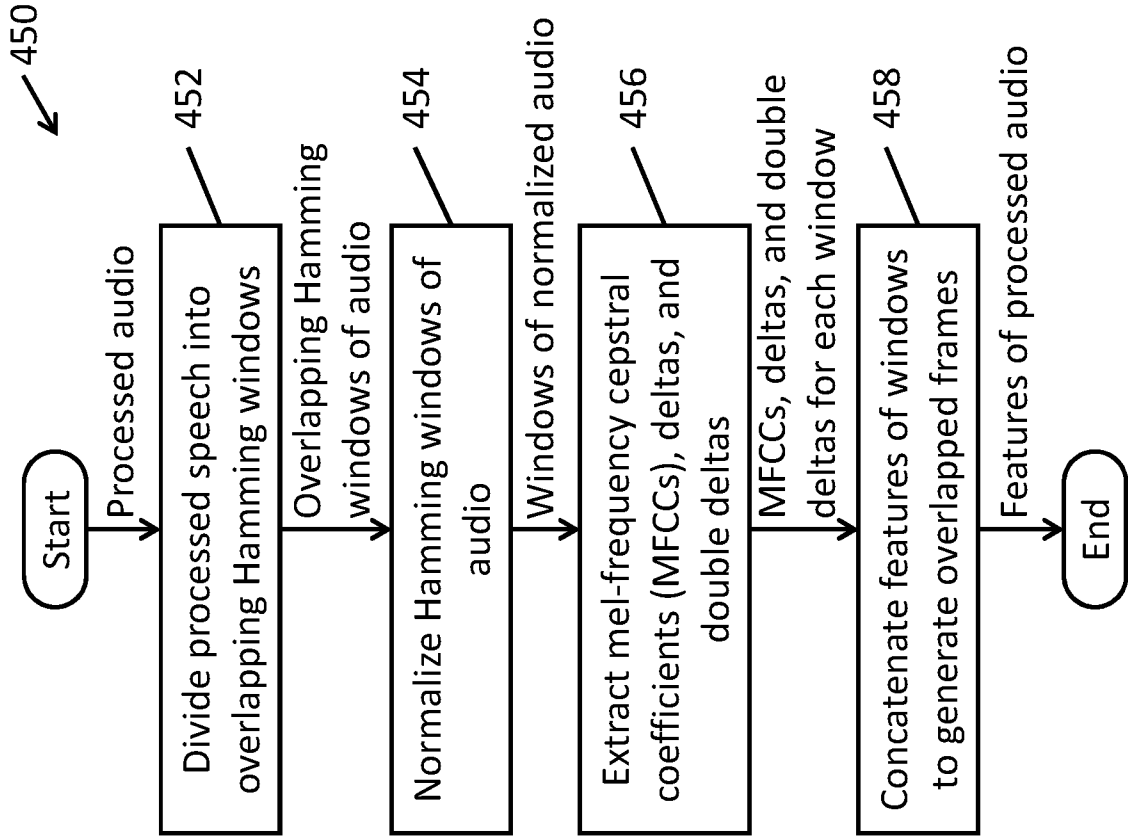 450
Start
Processed audio
452
Divide processed speech into
overlapping Hamming windows
Overlapping Hamming
windows of audio
454
Normalize Hamming windows of
audio
Windows of normalized audio
456
Extract mel-frequency cepstral
coefficients (MFCCs), deltas, and
double deltas
MFCCs, deltas, and double
deltas for each window
458
Concatenate features of windows
to generate overlapped frames
Features of processed audio
End